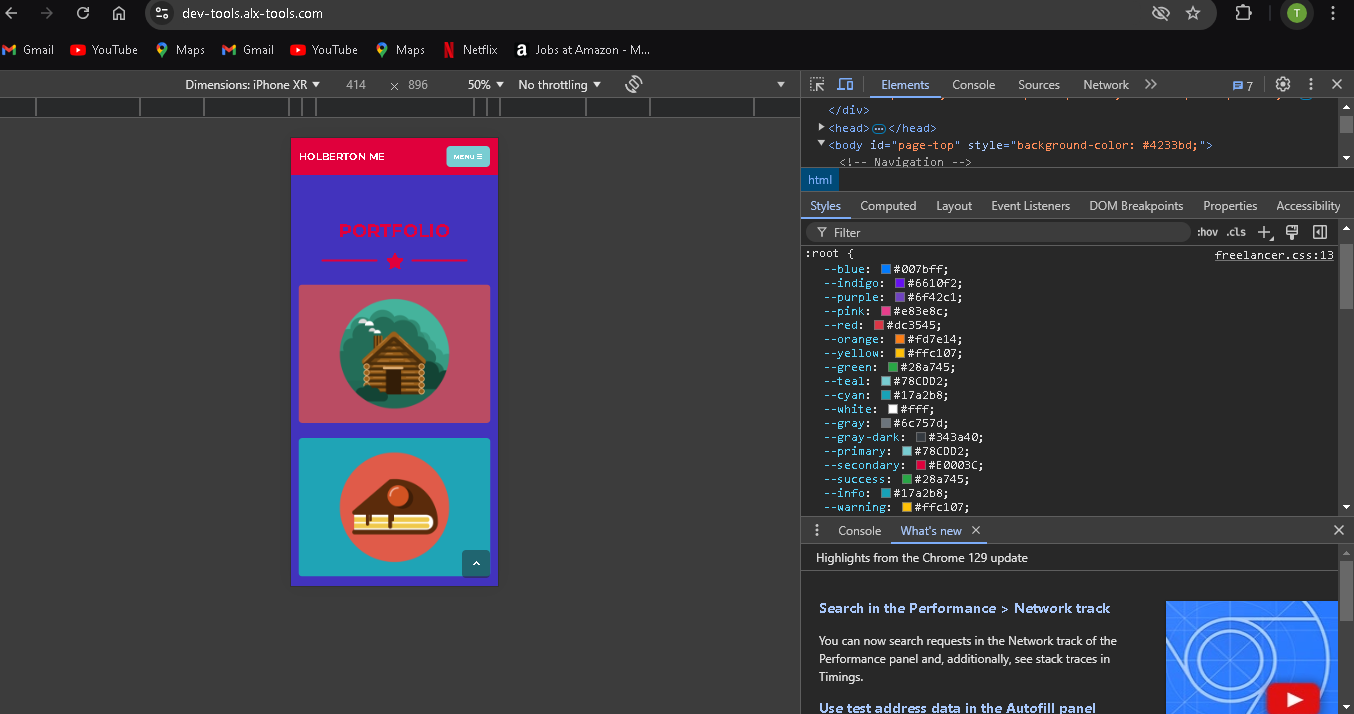 dev-tools.alx-tools.com
T
Gmail YouTube Maps Gmail YouTube Maps Netflix Jobs at Amazon - M...
Dimensions: iPhone XR 414 × 896 50% No throttling
Elements Console Sources Network 7
</div>
<head> </head>
<body id="page-top" style="background-color: #4233bd;">
<!-- Navigation -->
html
Styles Computed Layout Event Listeners DOM Breakpoints Properties Accessibility
Filter :hov .cls
:root { freelancer.css:13
--blue: #007bff;
--indigo: #6610f2;
--purple: #6f42c1;
--pink: #e83e8c;
--red: #dc3545;
--orange: #fd7e14;
--yellow: #ffc107;
--green: #28a745;
--teal: #78CDD2;
--cyan: #17a2b8;
--white: #fff;
--gray: #6c757d;
--gray-dark: #343a40;
--primary: #78CDD2;
--secondary: #E0003C;
--success: #28a745;
--info: #17a2b8;
--warning: #ffc107;
HOLBERTON ME
MENU
PORTFOLIO
Console What's new
Highlights from the Chrome 129 update
Search in the Performance > Network track
You can now search requests in the Network track of the
Performance panel and, additionally, see stack traces in
Timings.
Use test address data in the Autofill panel